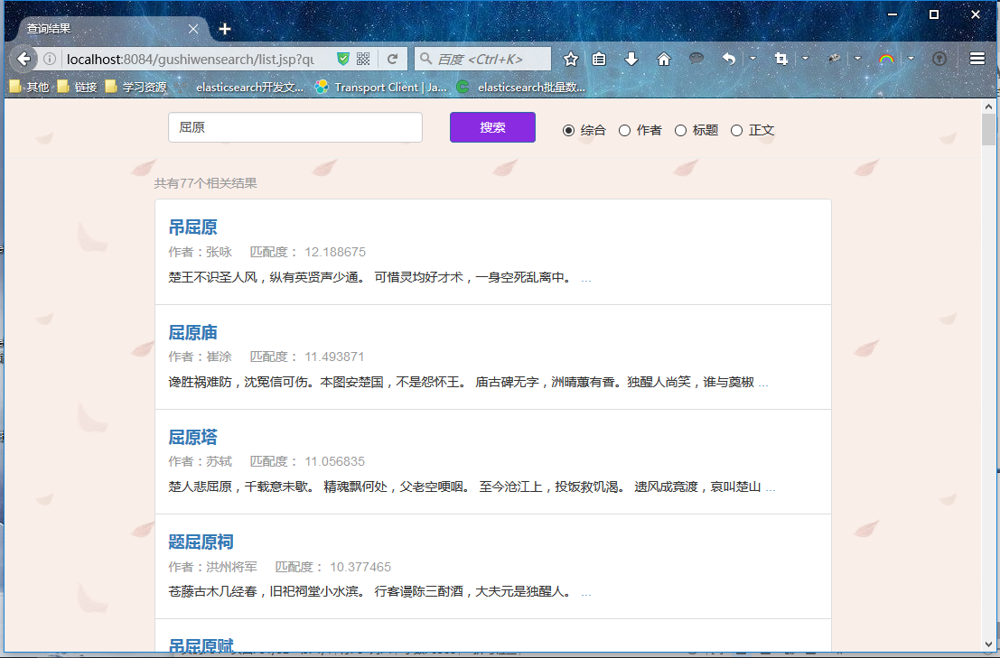 查询结果
localhost:8084/gushiwensearch/list.jsp?qu
百度 <Ctrl+K>
其他 链接 学习资源 elasticsearch开发文... Transport Client | Ja... elasticsearch批量数...
屈原 搜索 综合 作者 标题 正文
共有77个相关结果
吊屈原
作者：张咏 匹配度： 12.188675
楚王不识圣人风，纵有英贤声少通。 可惜灵均好才术，一身空死乱离中。 ...
屈原庙
作者：崔涂 匹配度： 11.493871
谗胜祸难防，沈冤信可伤。本图安楚国，不是怨怀王。 庙古碑无字，洲晴蕙有香。独醒人尚笑，谁与奠椒 ...
屈原塔
作者：苏轼 匹配度： 11.056835
楚人悲屈原，千载意未歇。 精魂飘何处，父老空哽咽。 至今沧江上，投饭救饥渴。 遗风成竞渡，哀叫楚山 ...
题屈原祠
作者：洪州将军 匹配度： 10.377465
苍藤古木几经春，旧祀祠堂小水滨。 行客谩陈三酎酒，大夫元是独醒人。 ...
吊屈原赋